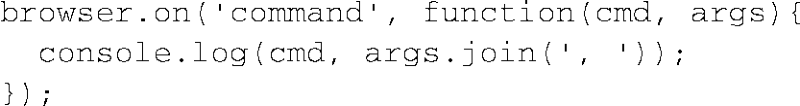 browser.on('command', function(cmd, args){
  console.log(cmd, args.join(', '));
});